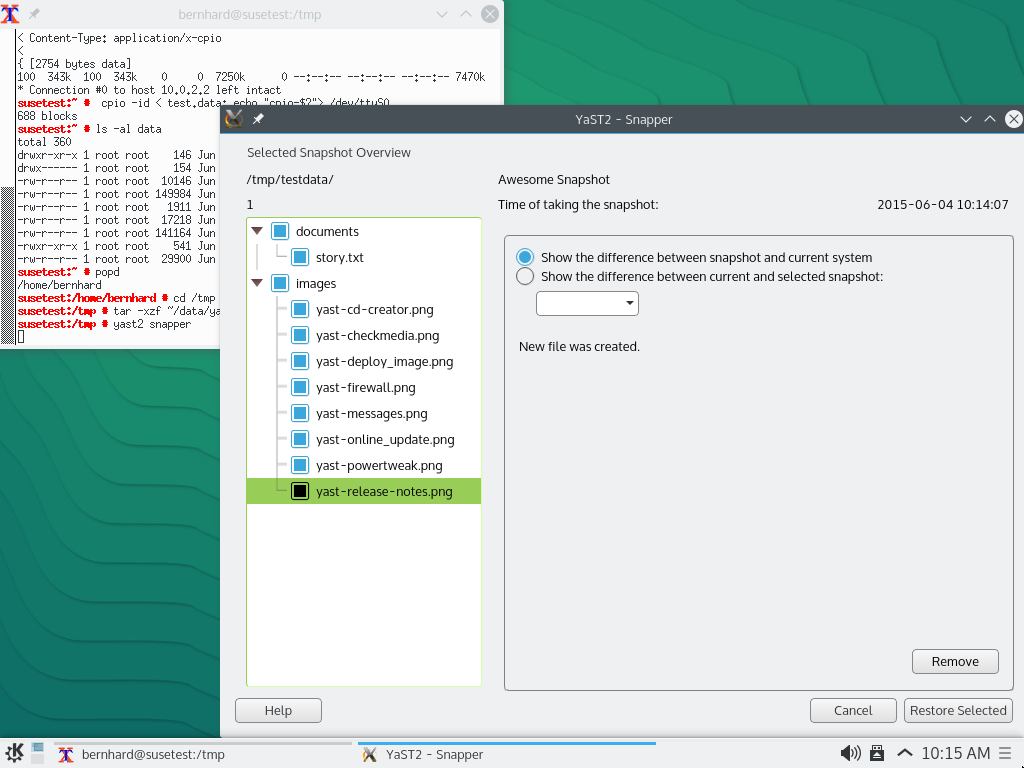 bernhard@susetest:/tmp
< Content-Type: application/x-cpio
<
{ [2754 bytes data]
100  343k  100  343k    0     0  7250k      0 --:--:-- --:--:-- --:--:-- 7470k
* Connection #0 to host 10.0.2.2 left intact
susetest:~ #  cpio -id < test.data; echo "cpio-$?"> /dev/ttyS0
688 blocks
susetest:~ # ls -al data
total 360
drwxr-xr-x 1 root root    146 Jun
drwx------ 1 root root    154 Jun
-rw-r--r-- 1 root root  10146 Jun
-rw-r--r-- 1 root root 149984 Jun
-rw-r--r-- 1 root root   1911 Jun
-rw-r--r-- 1 root root  17218 Jun
-rw-r--r-- 1 root root 141164 Jun
-rwxr-xr-x 1 root root    541 Jun
-rw-r--r-- 1 root root  29900 Jun
susetest:~ # popd
/home/bernhard
susetest:/home/bernhard # cd /tmp
susetest:/tmp # tar -xzf ~/data/ya
susetest:/tmp # yast2 snapper
YaST2 - Snapper
Selected Snapshot Overview
/tmp/testdata/
1
documents
story.txt
images
yast-cd-creator.png
yast-checkmedia.png
yast-deploy_image.png
yast-firewall.png
yast-messages.png
yast-online_update.png
yast-powertweak.png
yast-release-notes.png
Awesome Snapshot
Time of taking the snapshot: 2015-06-04 10:14:07
Show the difference between snapshot and current system
Show the difference between current and selected snapshot:
New file was created.
Remove
Help
Cancel
Restore Selected
bernhard@susetest:/tmp
YaST2 - Snapper
10:15 AM